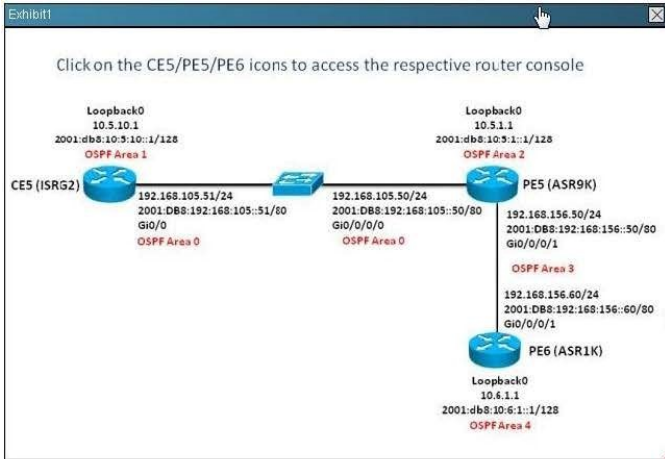 Exhibit1
Click on the CE5/PE5/PE6 icons to access the respective router console
Loopback0
10.5.10.1
2001:db8:10:5:10::1/128
OSPF Area 1
CE5 (ISRG2)
192.168.105.51/24
2001:DB8:192:168:105::51/80
Gi0/0
OSPF Area 0
192.168.105.50/24
2001:DB8:192:168:105::50/80
Gi0/0/0/0
OSPF Area 0
Loopback0
10.5.1.1
2001:db8:10:5:1::1/128
OSPF Area 2
PE5 (ASR9K)
192.168.156.50/24
2001:DB8:192:168:156::50/80
Gi0/0/0/1
OSPF Area 3
192.168.156.60/24
2001:DB8:192:168:156::60/80
Gi0/0/0/1
PE6 (ASR1K)
Loopback0
10.6.1.1
2001:db8:10:6:1::1/128
OSPF Area 4